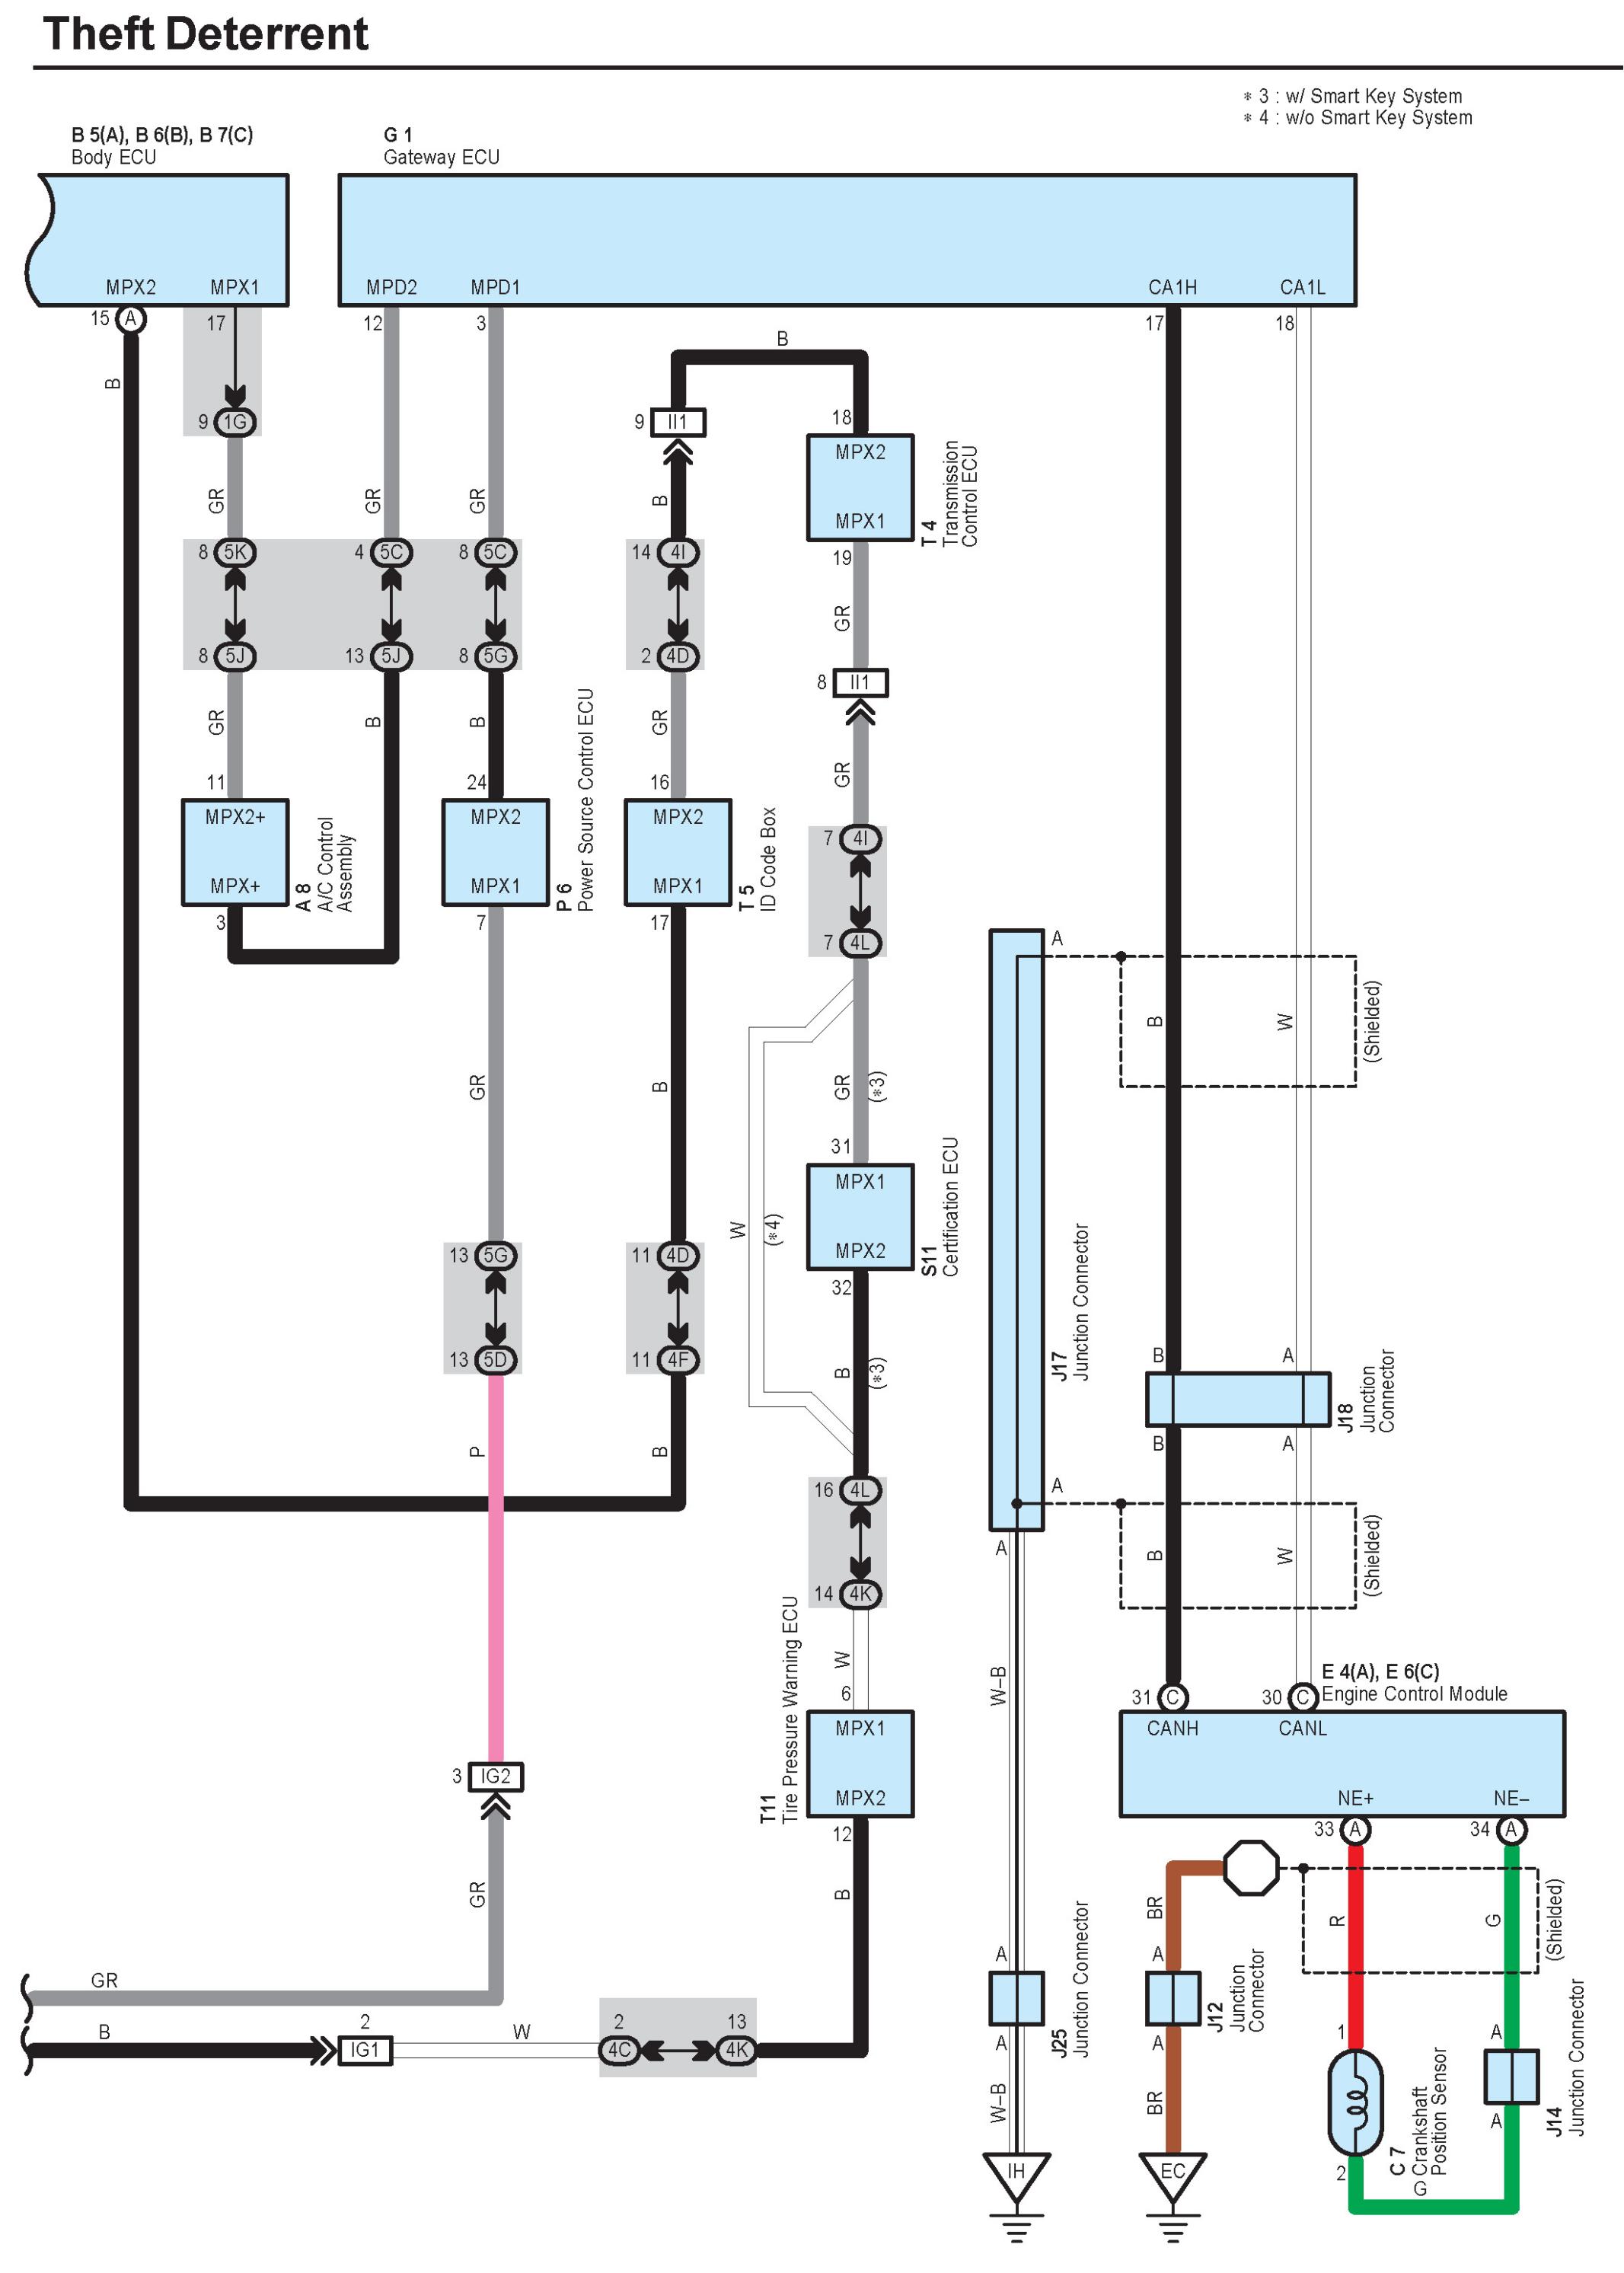 Theft Deterrent
∗ 3 : w/ Smart Key System
∗ 4 : w/o Smart Key System
B 5(A), B 6(B), B 7(C)
Body ECU
G 1
Gateway ECU
MPX2
MPX1
MPD2
MPD1
CA1H
CA1L
15
A
17
12
3
17
18
B
B
9
1G
9
II1
18
MPX2
MPX1
T 4
Transmission
Control ECU
GR
GR
GR
B
8
5K
4
5C
8
5C
14
4I
19
GR
8
5J
13
5J
8
5G
2
4D
8
II1
GR
B
B
GR
GR
11
24
16
MPX2+
MPX+
A 8
A/C Control
Assembly
MPX2
MPX1
P 6
Power Source Control ECU
MPX2
MPX1
T 5
ID Code Box
7
4I
3
7
17
7
4L
A
B
W
(Shielded)
GR
B
GR
(∗3)
31
MPX1
MPX2
S11
Certification ECU
W
(∗4)
32
13
5G
11
4D
13
5D
11
4F
B
(∗3)
J17
Junction Connector
B
A
J18
Junction
Connector
B
A
P
B
16
4L
A
14
4K
A
B
W
(Shielded)
W
6
MPX1
MPX2
T11
Tire Pressure Warning ECU
W–B
E 4(A), E 6(C)
Engine Control Module
31
C
30
C
CANH
CANL
NE+
NE–
3
IG2
12
33
A
34
A
GR
B
BR
R
G
(Shielded)
GR
A
A
J25
Junction Connector
J12
Junction
Connector
B
2
IG1
W
2
4C
13
4K
A
A
1
A
J14
Junction Connector
A
W–B
BR
C 7
Crankshaft
Position Sensor
2
G
IH
EC